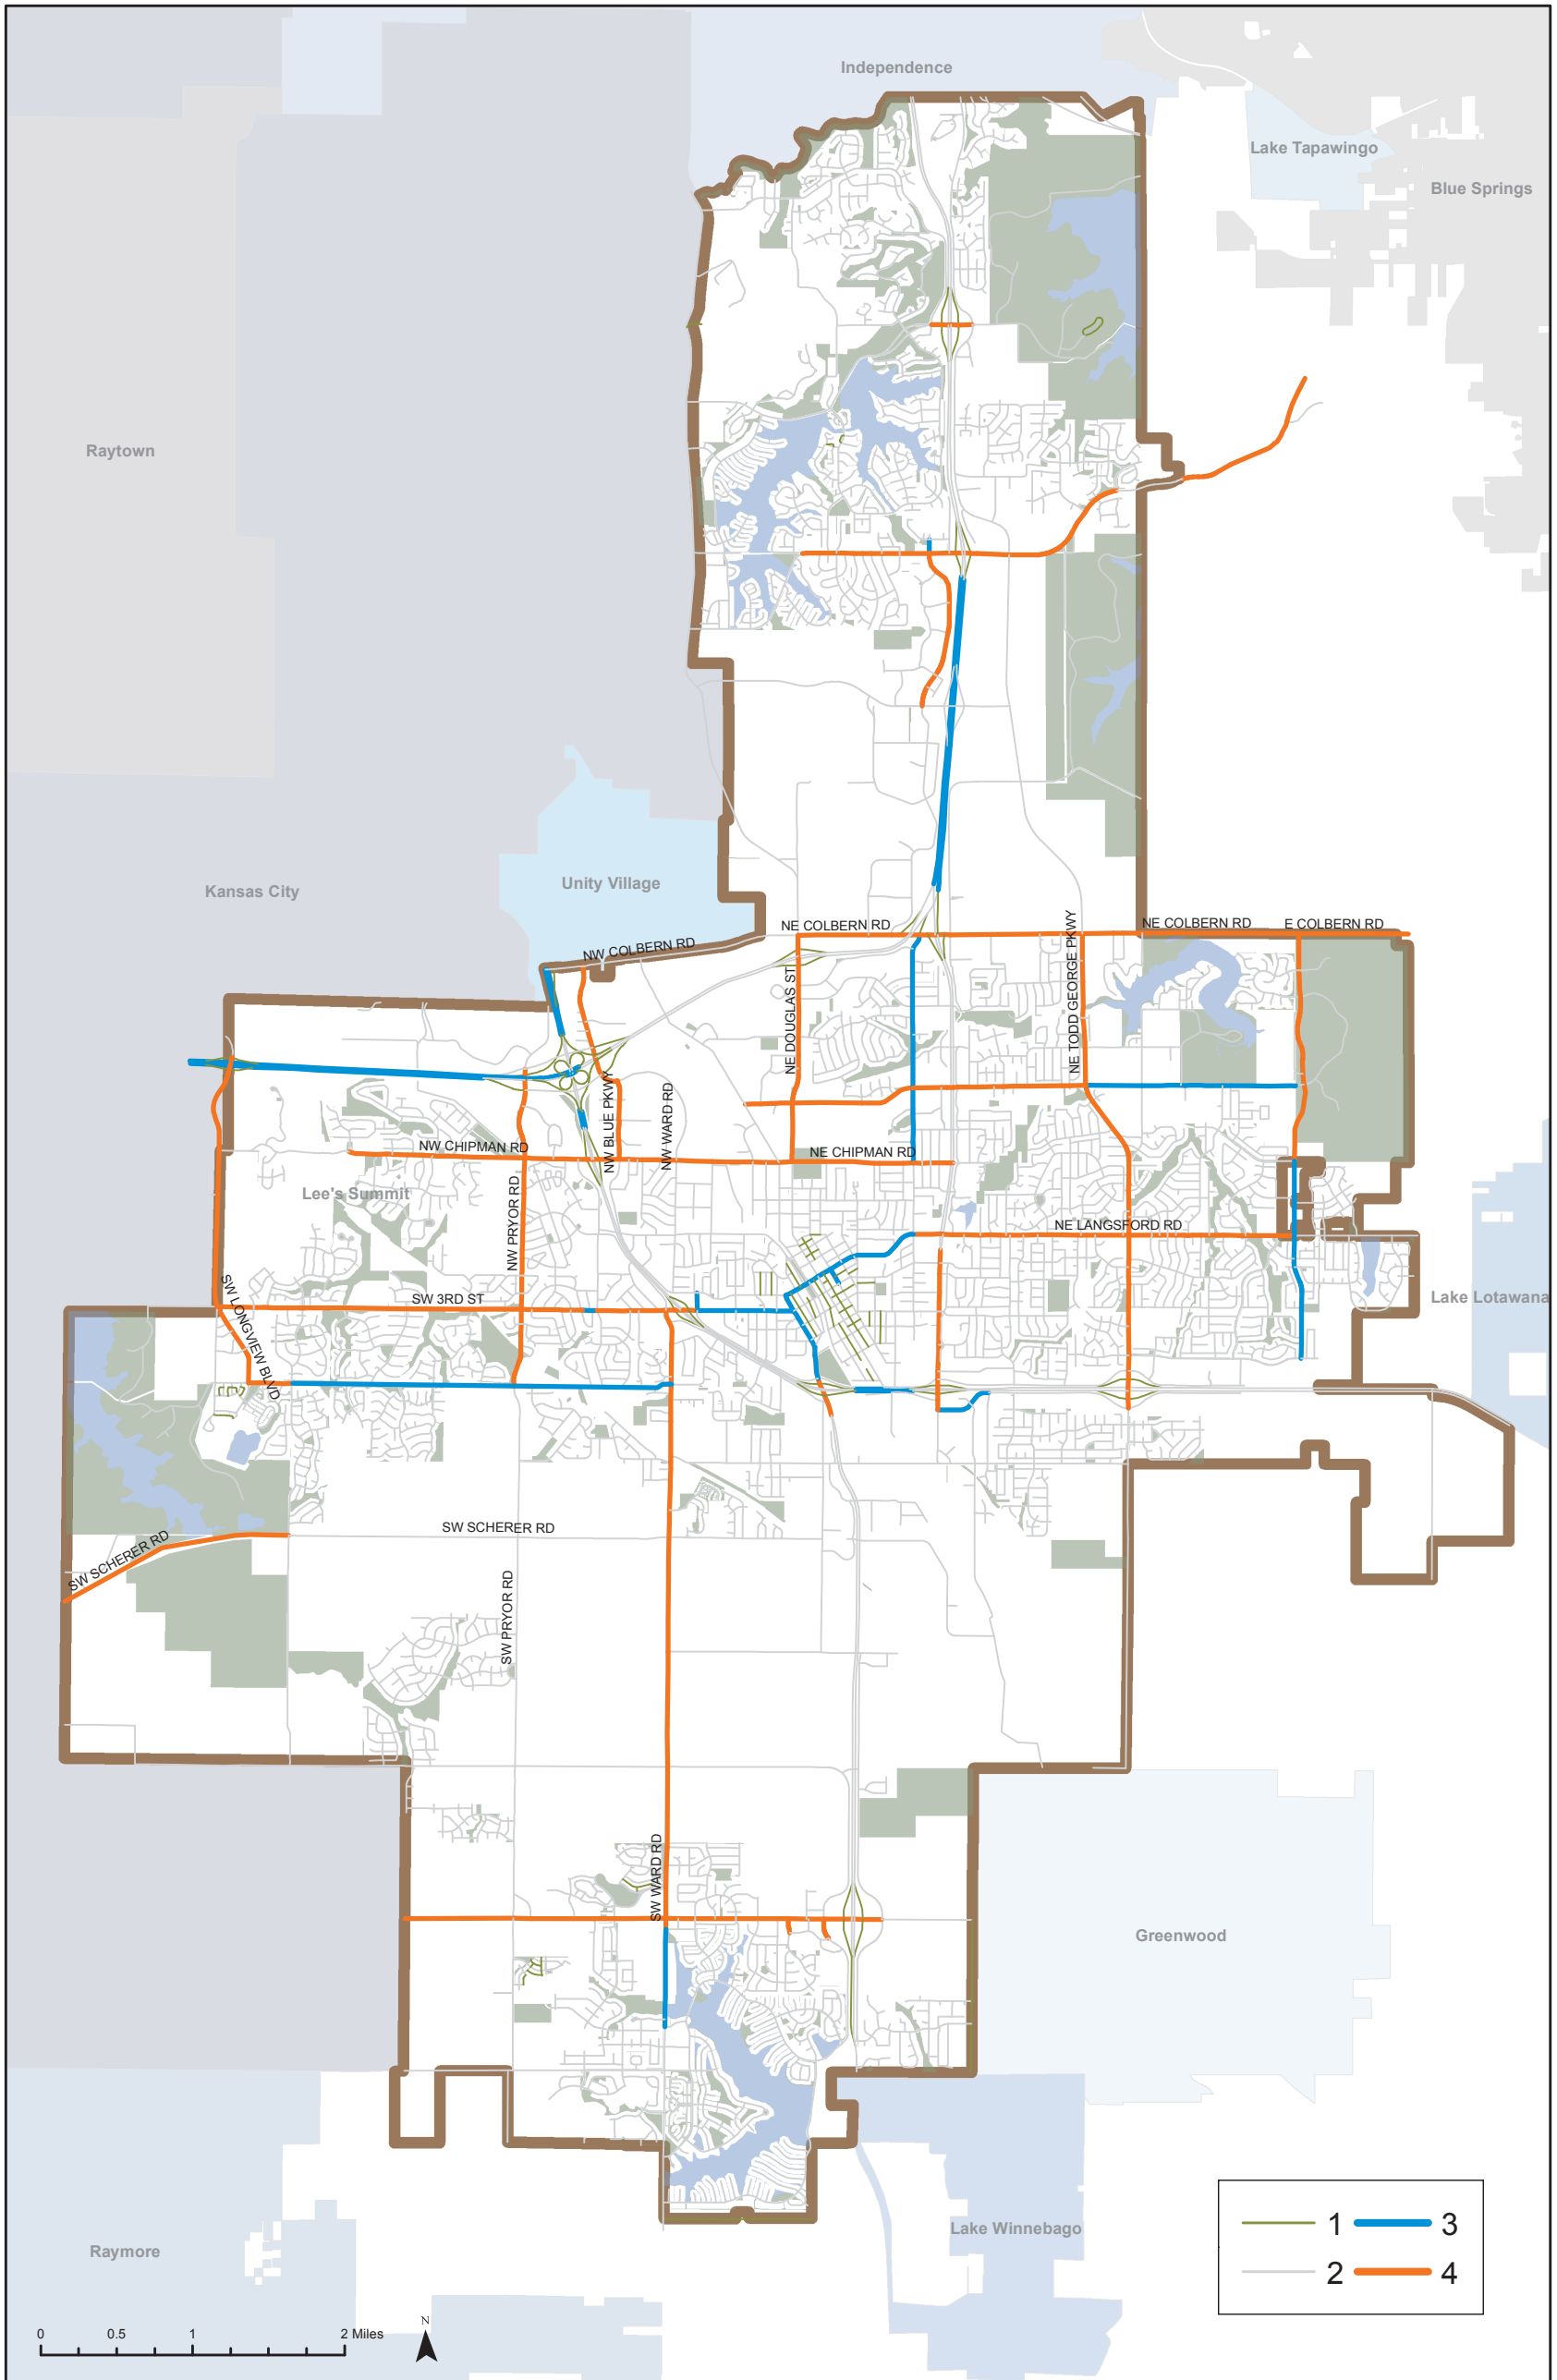 Independence
Lake Tapawingo
Blue Springs
Raytown
Kansas City
Unity Village
NE COLBERN RD
NE COLBERN RD
E COLBERN RD
NW COLBERN RD
NE DOUGLAS ST
NE TODD GEORGE PKWY
NW BLUE PKWY
NW WARD RD
NW CHIPMAN RD
NE CHIPMAN RD
Lee's Summit
NW PRYOR RD
NE LANGSFORD RD
SW LONGVIEW BLVD
SW 3RD ST
Lake Lotawana
SW SCHERER RD
SW SCHERER RD
SW PRYOR RD
SW WARD RD
Greenwood
Lake Winnebago
Raymore
1 3
2 4
N
0 0.5 1 2 Miles